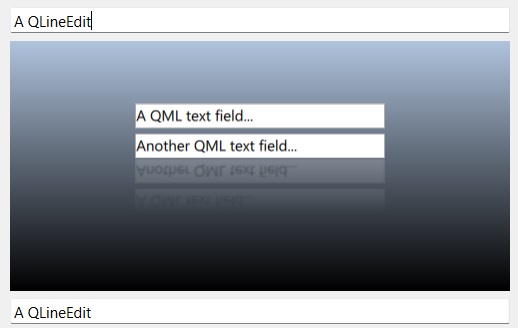 A QLineEdit
A QML text field...
Another QML text field...
Another QML text field...
A QML text field...
A QLineEdit